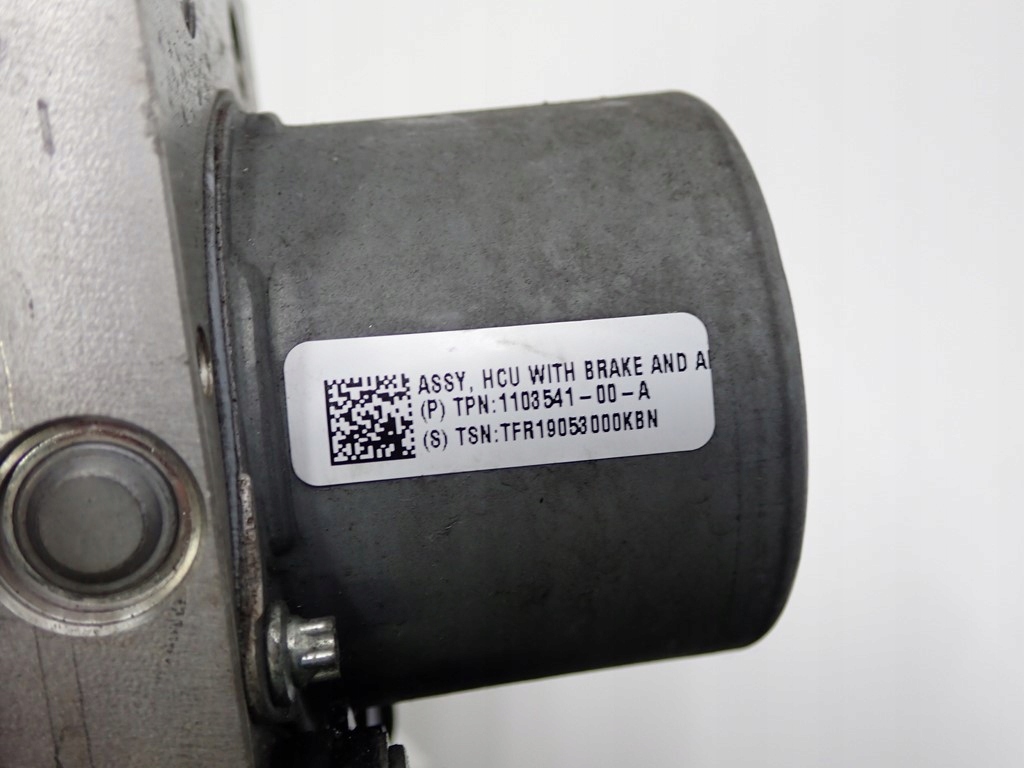 ASSY, HCU WITH BRAKE AND A
(P) TPN:1103541-00-A
(S) TSN:TFR19053000KBN